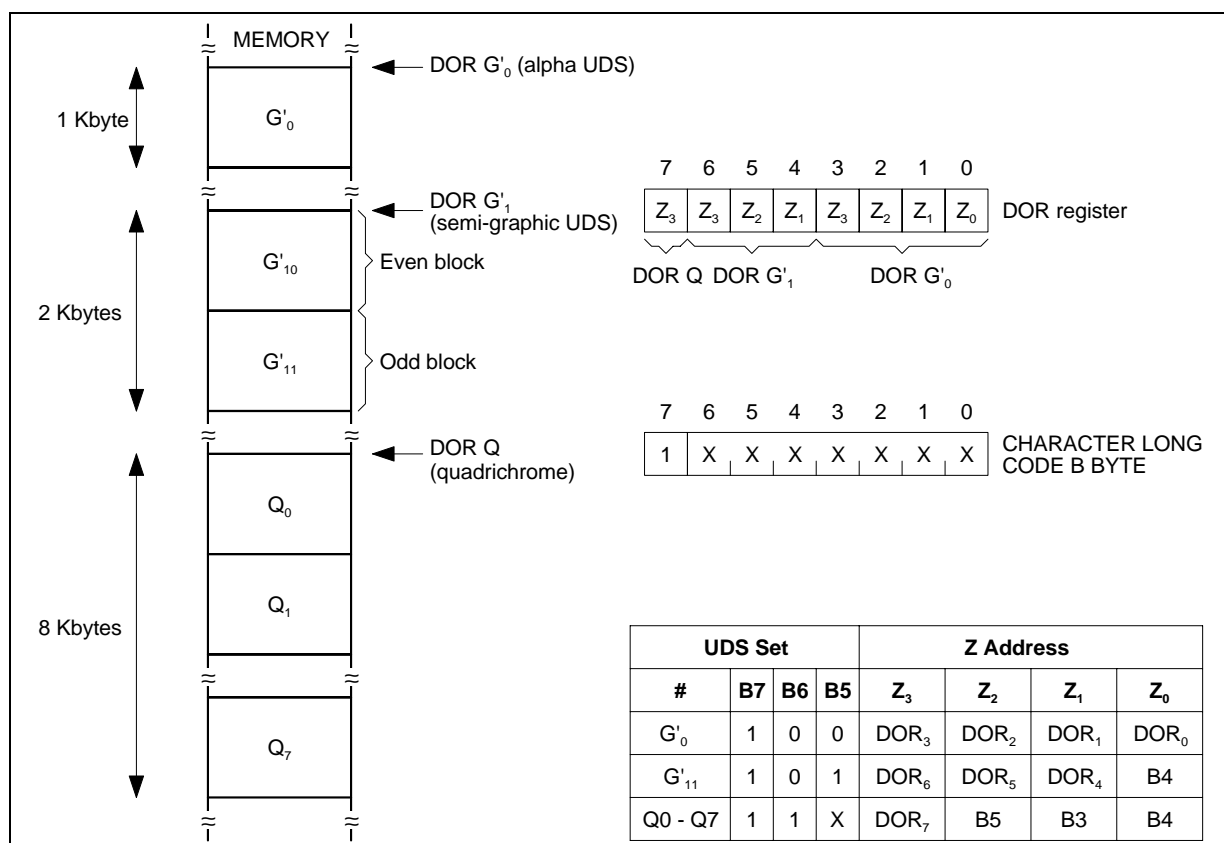 MEMORY
DOR G'0 (alpha UDS)
1 Kbyte
G'0
DOR G'1
(semi-graphic UDS)
G'10
Even block
2 Kbytes
G'11
Odd block
DOR Q
(quadrichrome)
Q0
Q1
8 Kbytes
Q7
7 6 5 4 3 2 1 0
Z3 Z3 Z2 Z1 Z3 Z2 Z1 Z0 DOR register
DOR Q DOR G'1 DOR G'0
7 6 5 4 3 2 1 0
1 X X X X X X X CHARACTER LONG
CODE B BYTE
UDS Set Z Address
# B7 B6 B5 Z3 Z2 Z1 Z0
G'0 1 0 0 DOR3 DOR2 DOR1 DOR0
G'11 1 0 1 DOR6 DOR5 DOR4 B4
Q0 - Q7 1 1 X DOR7 B5 B3 B4